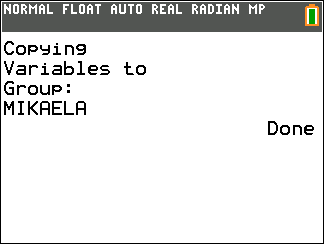 NORMAL FLOAT AUTO REAL RADIAN MP
Copying
Variables to
Group:
MIKAELA
Done